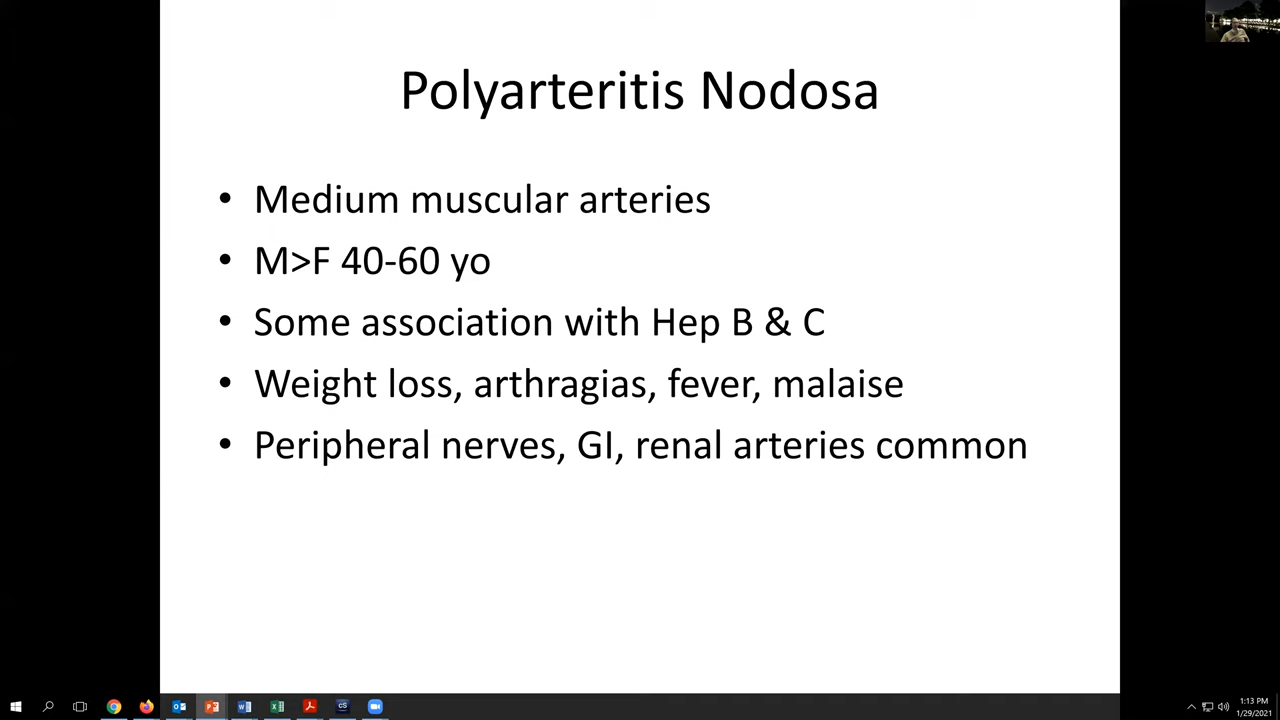 Polyarteritis Nodosa
• Medium muscular arteries
• M>F 40-60 yo
• Some association with Hep B & C
• Weight loss, arthragias, fever, malaise
• Peripheral nerves, GI, renal arteries common
cs
1:13 PM
1/29/2021